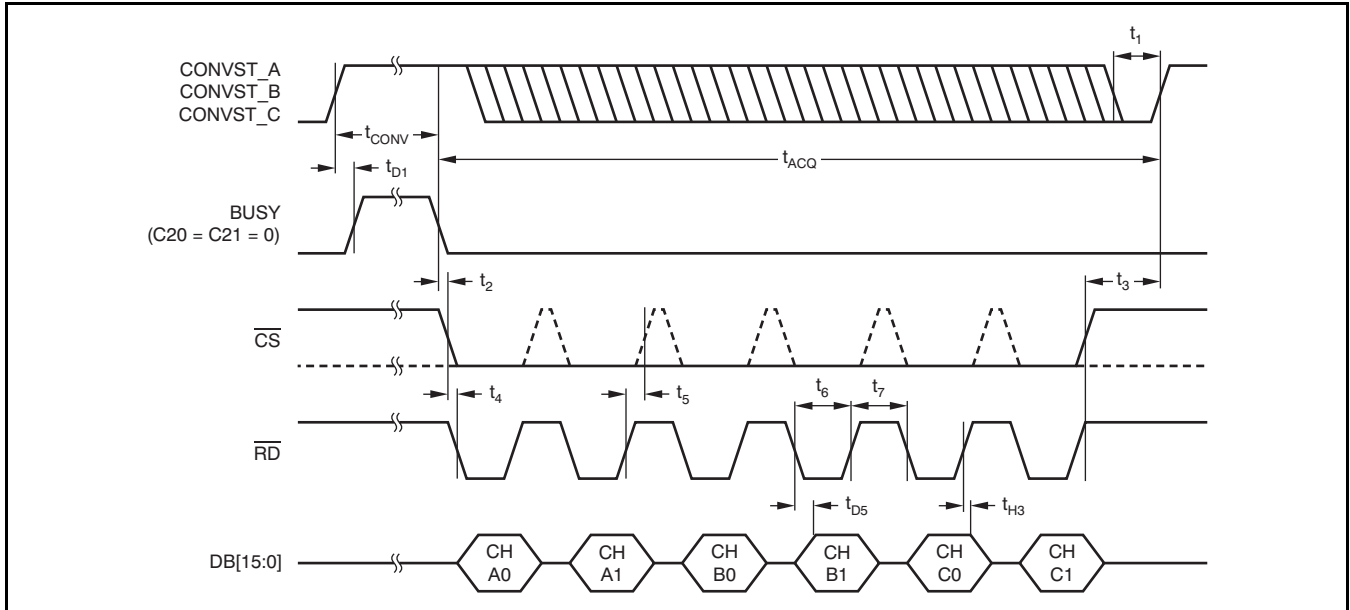 t1
CONVST_A
CONVST_B
CONVST_C
tCONV
tACQ
tD1
BUSY
(C20 = C21 = 0)
t2
t3
CS
t4
t5
t6
t7
RD
tD5
tH3
DB[15:0]
CH
A0
CH
A1
CH
B0
CH
B1
CH
C0
CH
C1